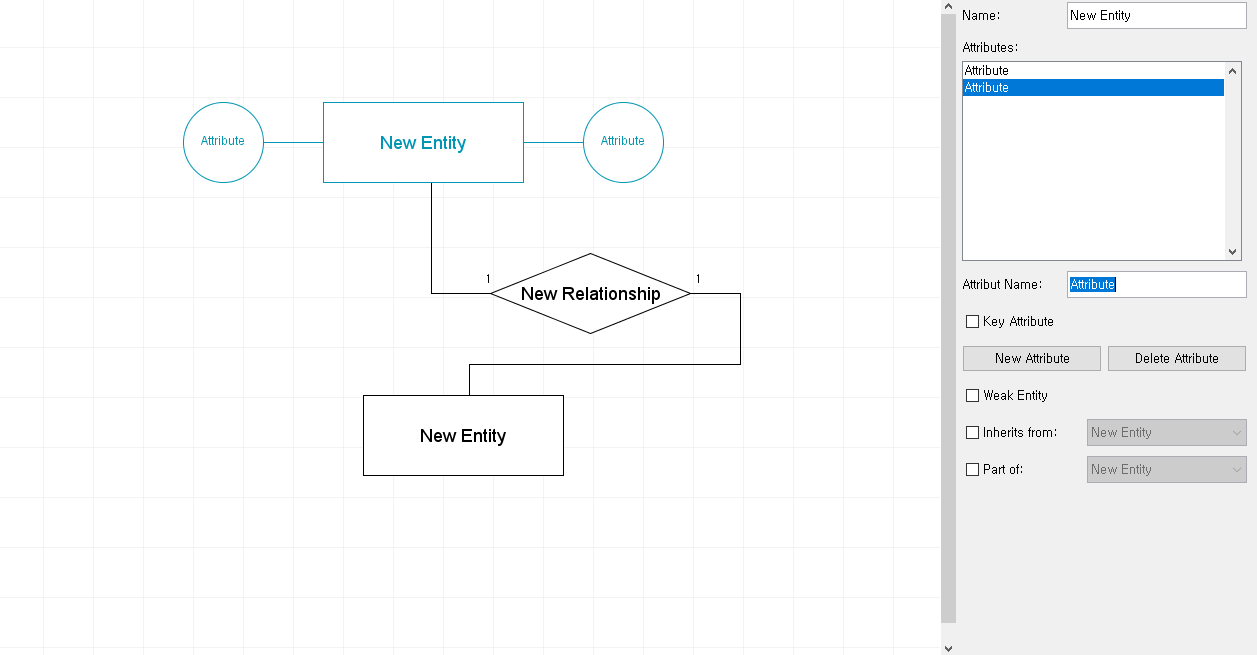 Attribute
New Entity
Attribute
1
New Relationship
1
New Entity
Name:
New Entity
Attributes:
Attribute
Attribute
Attribut Name:
Attribute
Key Attribute
New Attribute
Delete Attribute
Weak Entity
Inherits from:
New Entity
Part of:
New Entity